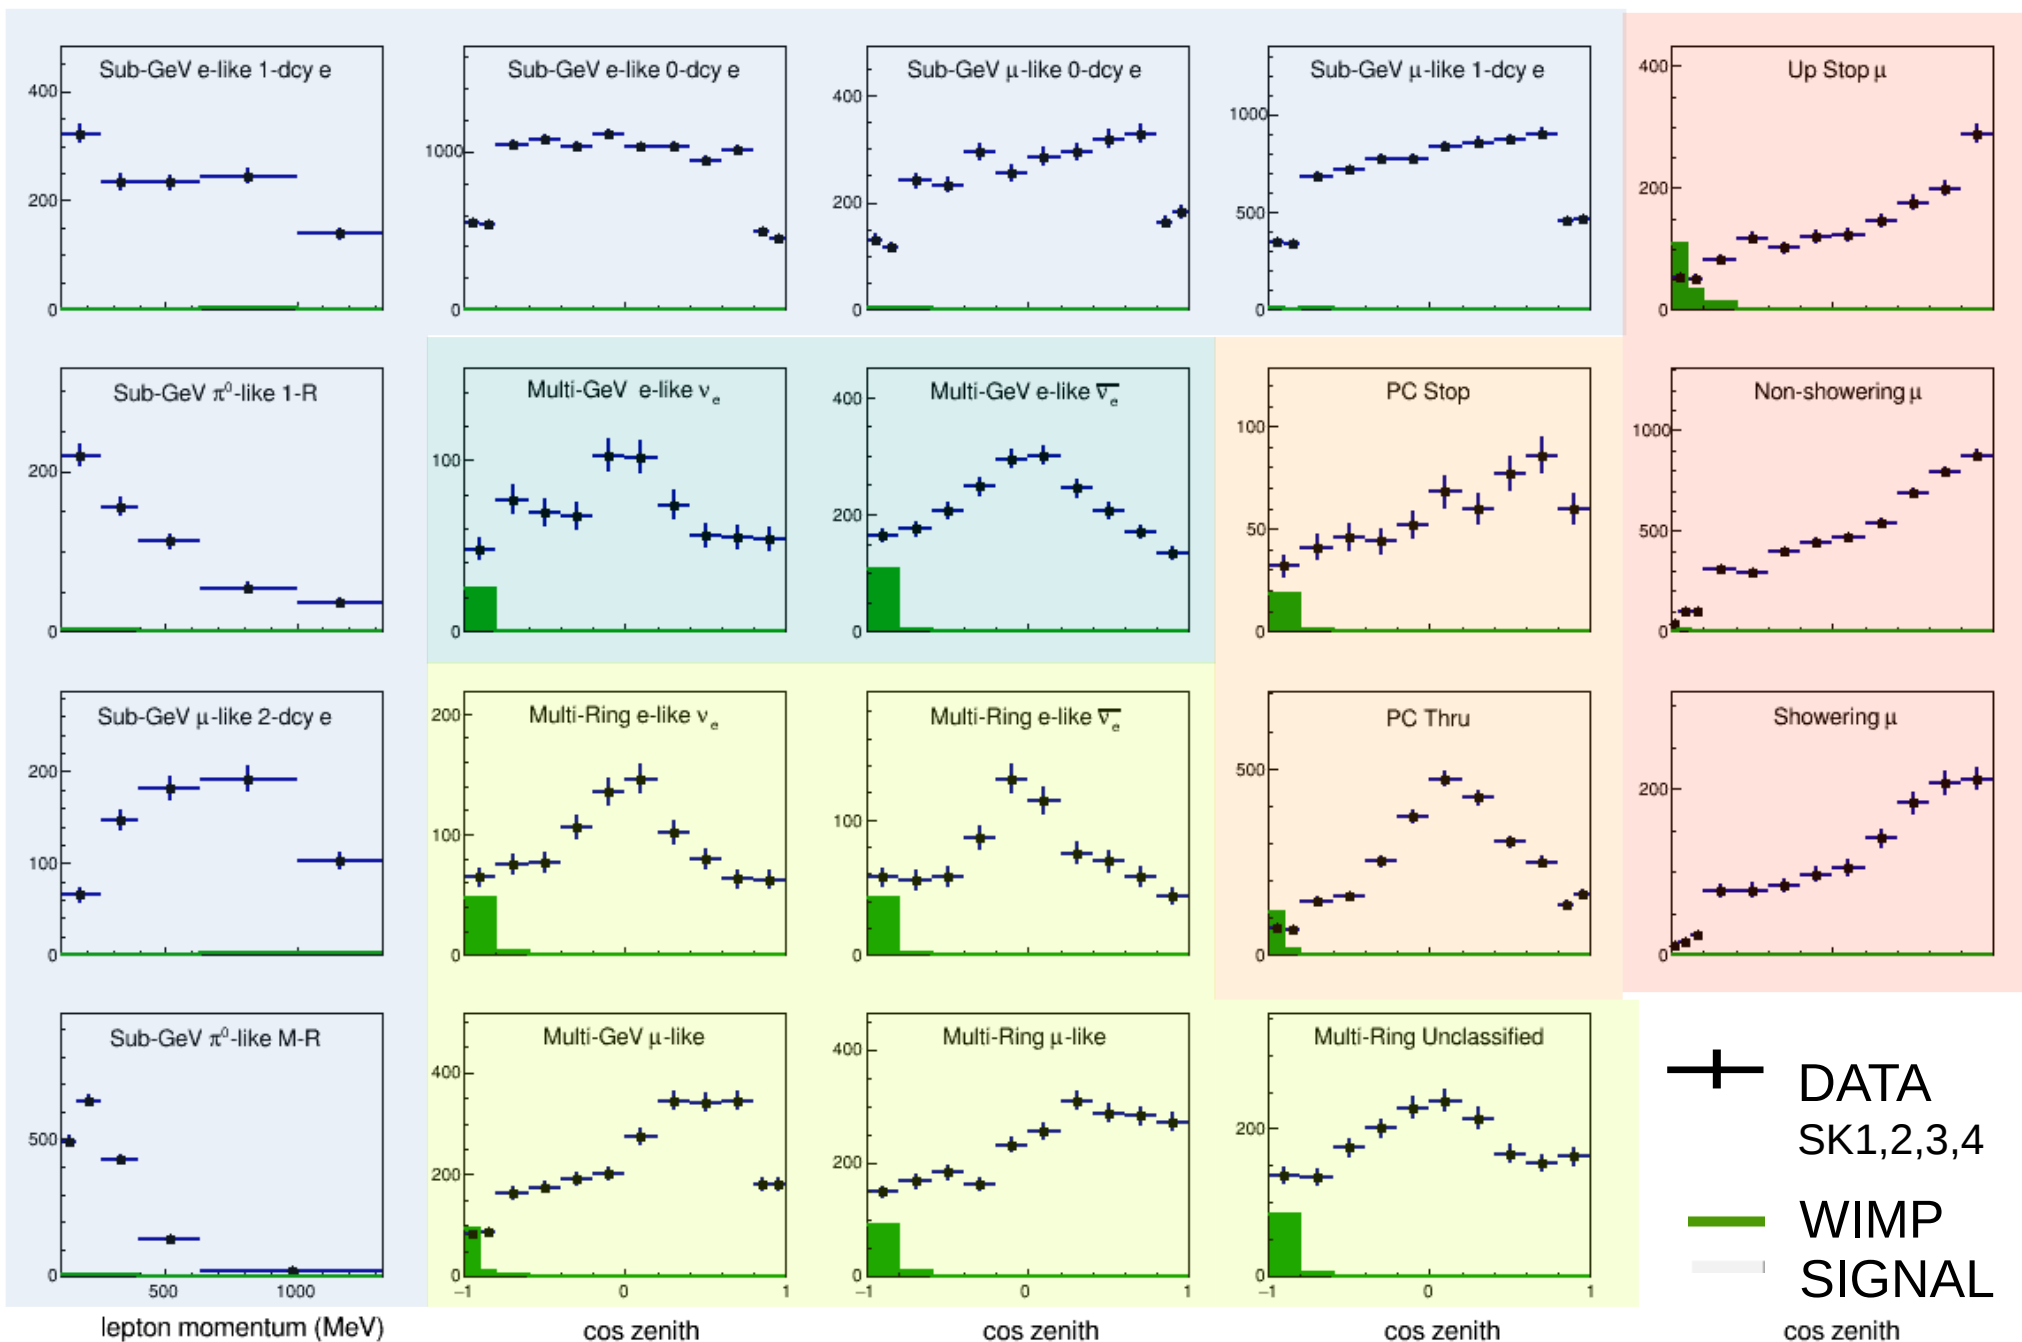 Sub-GeV e-like 1-dcy e
400
200
0
Sub-GeV e-like 0-dcy e
1000
0
Sub-GeV μ-like 0-dcy e
400
200
0
Sub-GeV μ-like 1-dcy e
1000
500
0
Up Stop μ
400
200
0
Sub-GeV π⁰-like 1-R
200
0
Multi-GeV e-like νₑ
100
0
Multi-GeV e-like ν̅ₑ
400
200
0
PC Stop
100
50
0
Non-showering μ
1000
500
0
Sub-GeV μ-like 2-dcy e
200
100
0
Multi-Ring e-like νₑ
200
100
0
Multi-Ring e-like ν̅ₑ
100
0
PC Thru
500
0
Showering μ
200
0
Sub-GeV π⁰-like M-R
500
0
500 1000
lepton momentum (MeV)
Multi-GeV μ-like
400
200
0
−1 0 1
cos zenith
Multi-Ring μ-like
400
200
0
−1 0 1
cos zenith
Multi-Ring Unclassified
200
0
−1 0 1
cos zenith
DATA
SK1,2,3,4
WIMP
SIGNAL
cos zenith